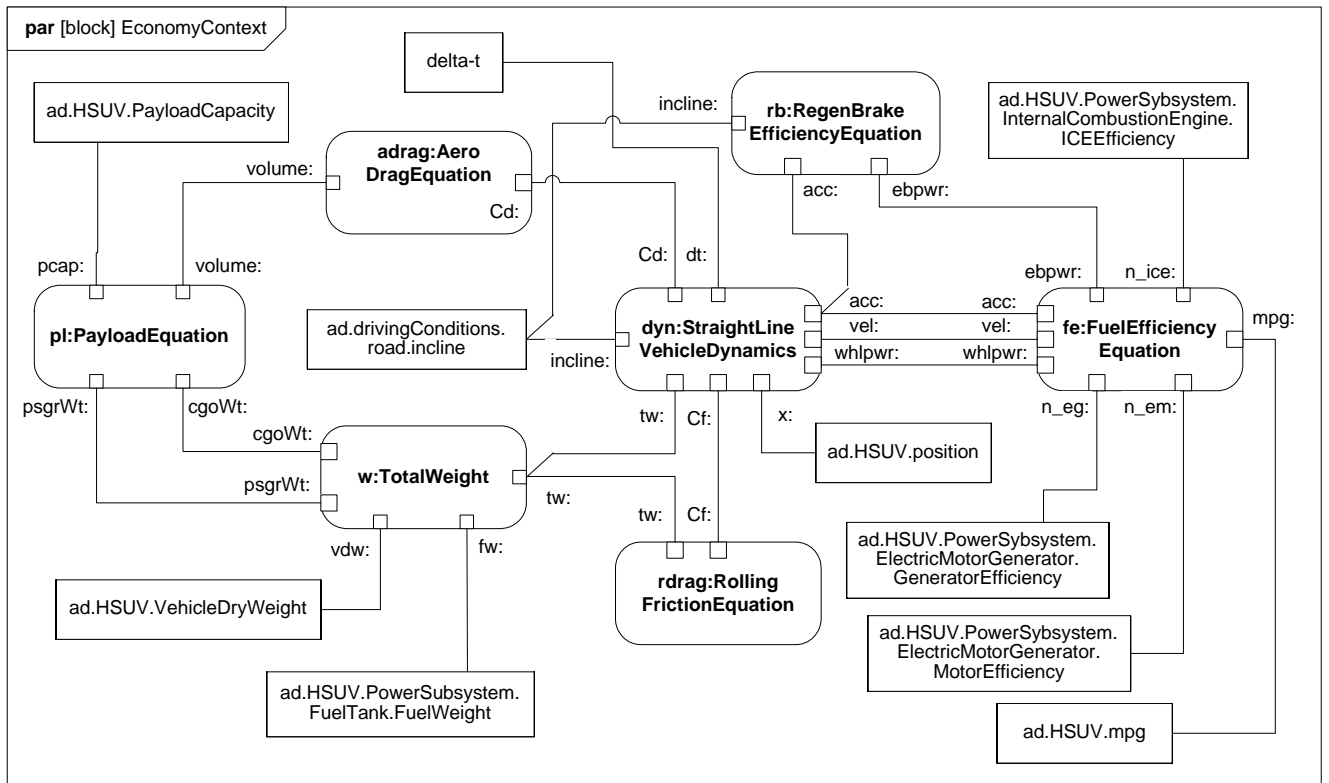 par [block] EconomyContext
delta-t
ad.HSUV.PayloadCapacity
incline:
rb:RegenBrake
EfficiencyEquation
ad.HSUV.PowerSybsystem.
InternalCombustionEngine.
ICEEfficiency
adrag:Aero
DragEquation
volume:
Cd:
acc:
ebpwr:
pcap:
volume:
Cd:
dt:
ebpwr:
n_ice:
pl:PayloadEquation
ad.drivingConditions.
road.incline
incline:
dyn:StraightLine
VehicleDynamics
acc:
vel:
whlpwr:
acc:
vel:
whlpwr:
fe:FuelEfficiency
Equation
mpg:
psgrWt:
cgoWt:
tw:
Cf:
x:
n_eg:
n_em:
cgoWt:
psgrWt:
w:TotalWeight
tw:
ad.HSUV.position
vdw:
fw:
tw:
Cf:
rdrag:Rolling
FrictionEquation
ad.HSUV.PowerSybsystem.
ElectricMotorGenerator.
GeneratorEfficiency
ad.HSUV.VehicleDryWeight
ad.HSUV.PowerSybsystem.
ElectricMotorGenerator.
MotorEfficiency
ad.HSUV.PowerSubsystem.
FuelTank.FuelWeight
ad.HSUV.mpg